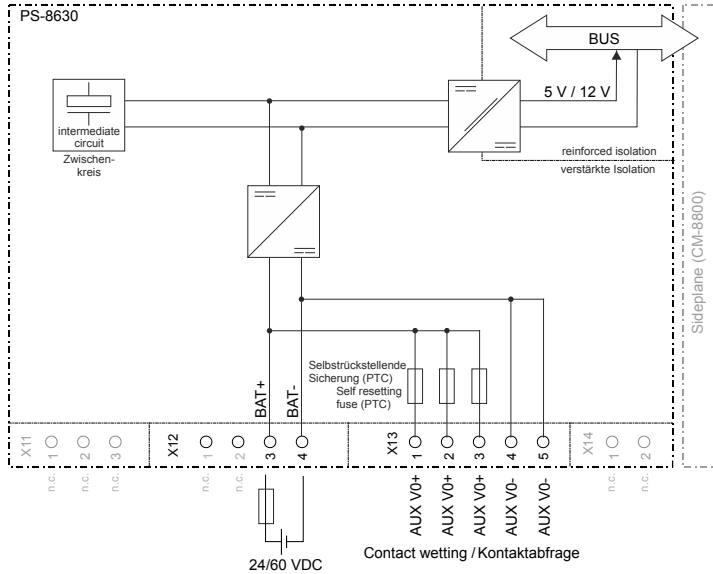 PS-8630
BUS
5 V / 12 V
intermediate
circuit
Zwischen-
kreis
reinforced isolation
verstärkte Isolation
Sideplane (CM-8800)
Selbstrückstellende
Sicherung (PTC)
Self resetting
fuse (PTC)
BAT+
BAT-
X11
1
2
3
X12
1
2
3
4
X13
1
2
3
4
5
X14
1
2
n.c.
n.c.
n.c.
n.c.
n.c.
AUX V0+
AUX V0+
AUX V0+
AUX V0-
AUX V0-
n.c.
n.c.
24/60 VDC
Contact wetting / Kontaktabfrage